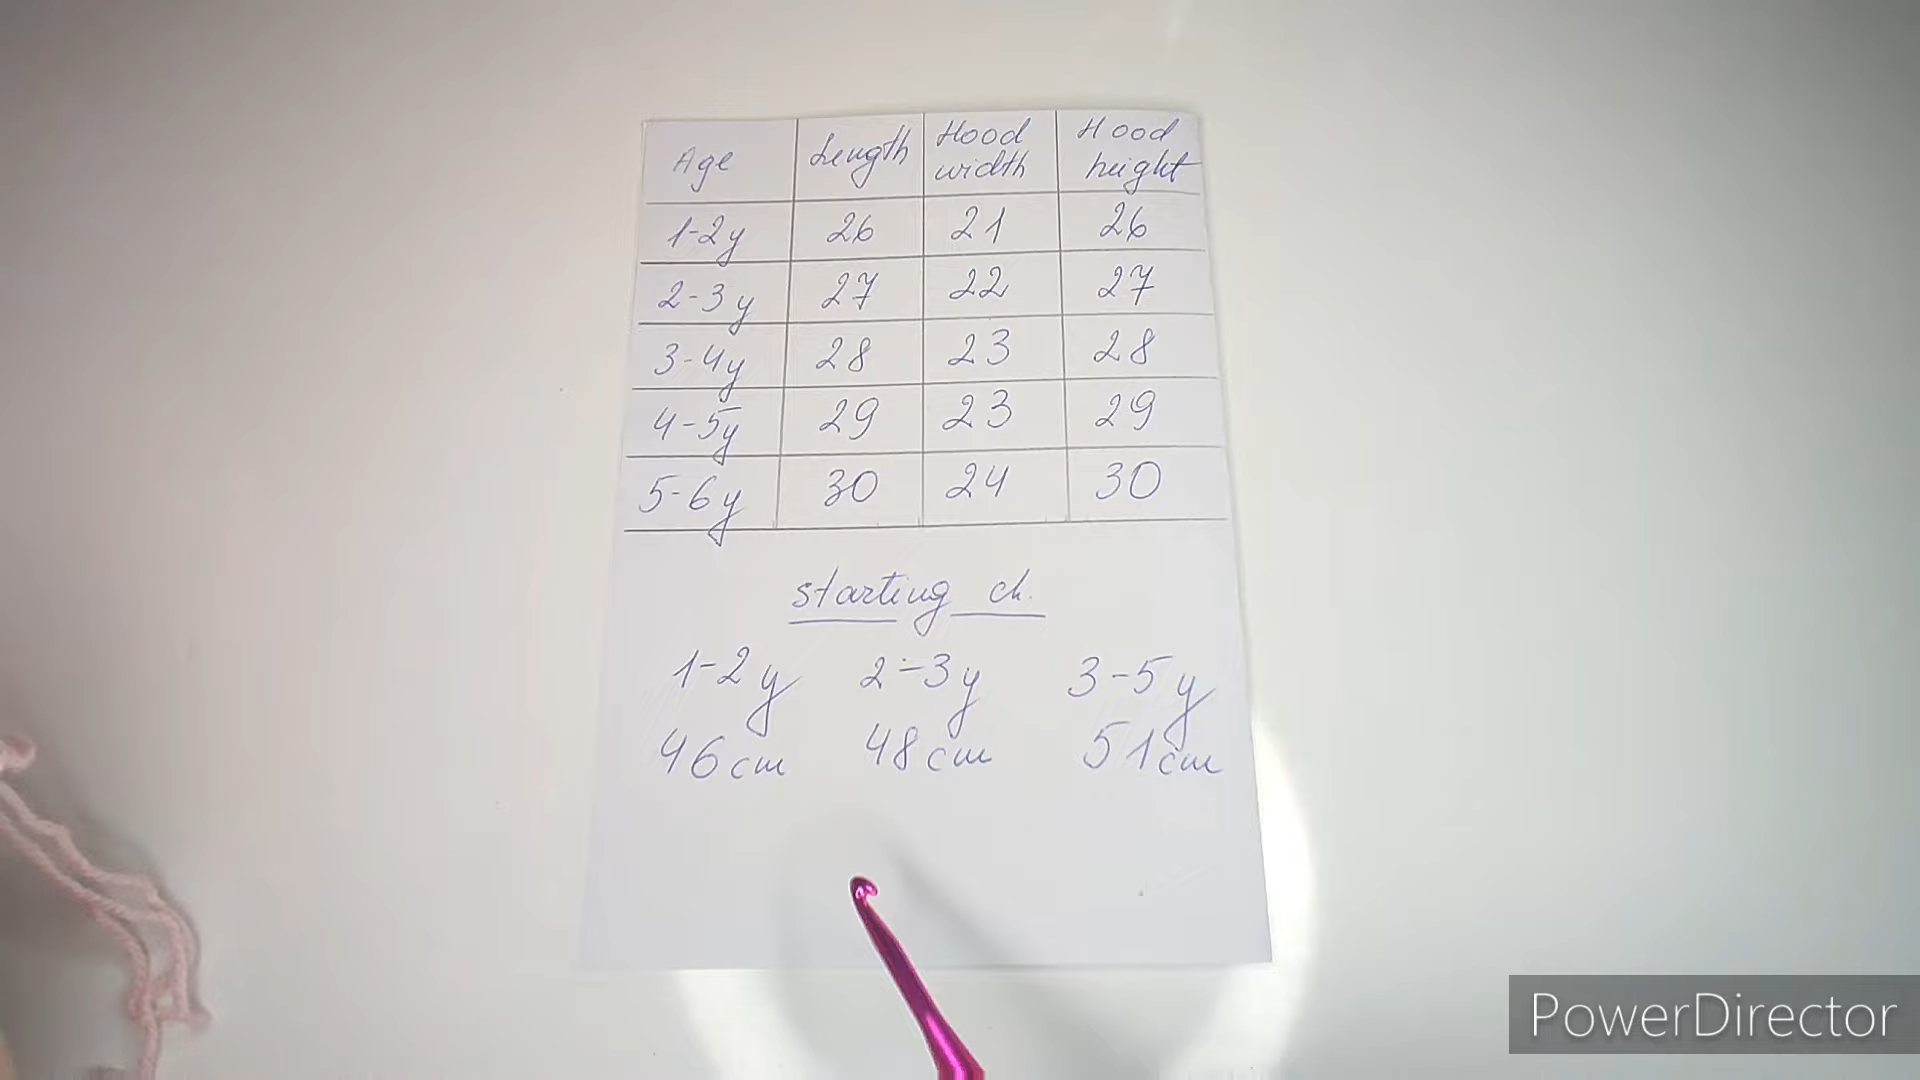 Age Length Hood width Hood height
1-2y 26 21 26
2-3y 27 22 27
3-4y 28 23 28
4-5y 29 23 29
5-6y 30 24 30
starting ch.
1-2y 2-3y 3-5y
46cm 48cm 51cm
PowerDirector